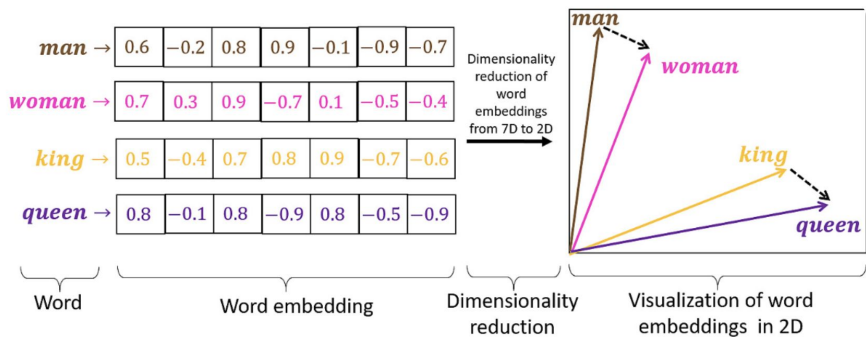 man → 0.6 −0.2 0.8 0.9 −0.1 −0.9 −0.7
woman → 0.7 0.3 0.9 −0.7 0.1 −0.5 −0.4
king → 0.5 −0.4 0.7 0.8 0.9 −0.7 −0.6
queen → 0.8 −0.1 0.8 −0.9 0.8 −0.5 −0.9
Dimensionality
reduction of
word
embeddings
from 7D to 2D
man
woman
king
queen
Word
Word embedding
Dimensionality
reduction
Visualization of word
embeddings in 2D